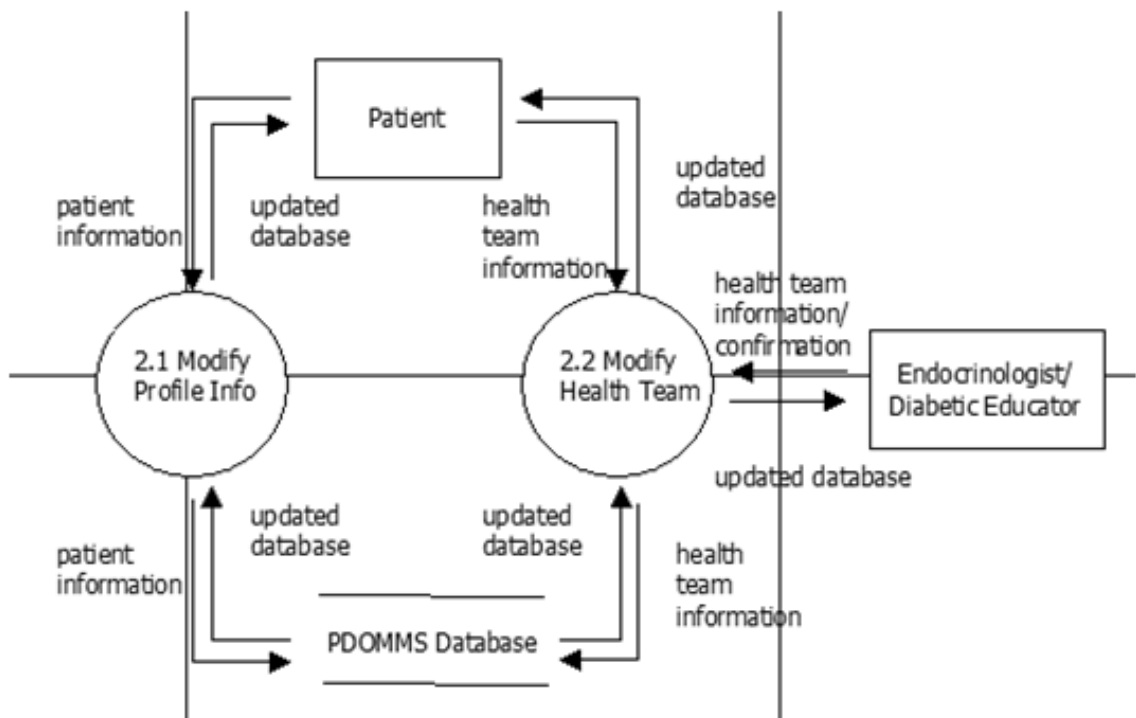 Patient
patient
information
updated
database
health
team
information
updated
database
2.1 Modify
Profile Info
2.2 Modify
Health Team
health team
information/
confirmation
Endocrinologist/
Diabetic Educator
updated database
patient
information
updated
database
updated
database
health
team
information
PDOMMS Database